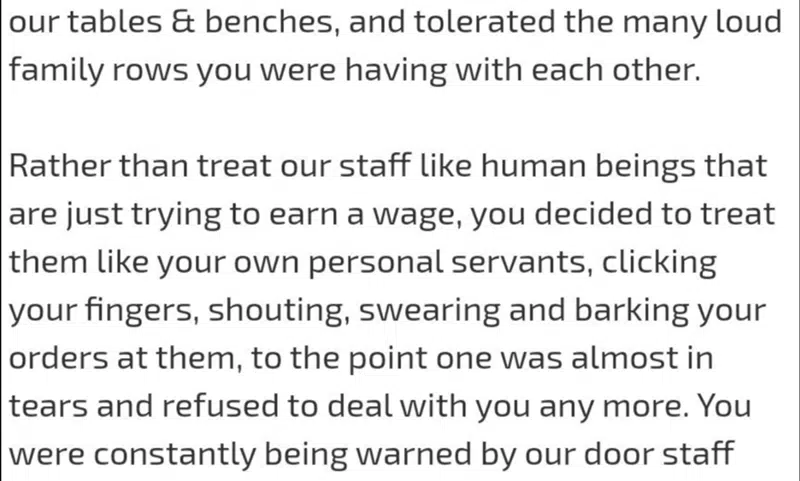 our tables & benches, and tolerated the many loud
family rows you were having with each other.
Rather than treat our staff like human beings that
are just trying to earn a wage, you decided to treat
them like your own personal servants, clicking
your fingers, shouting, swearing and barking your
orders at them, to the point one was almost in
tears and refused to deal with you any more. You
were constantly being warned by our door staff